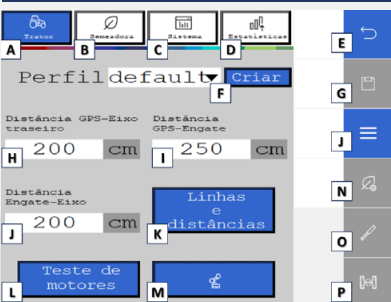 Trator Semeadora Sistema Estatísticas
A B C D E
Perfil default Criar
F G
Distância GPS-Eixo traseiro
Distância GPS-Engate
J
200 cm 250 cm
H I
N
Distância Engate-Eixo
Linhas e distâncias
200 cm
J K O
Teste de motores
L M P